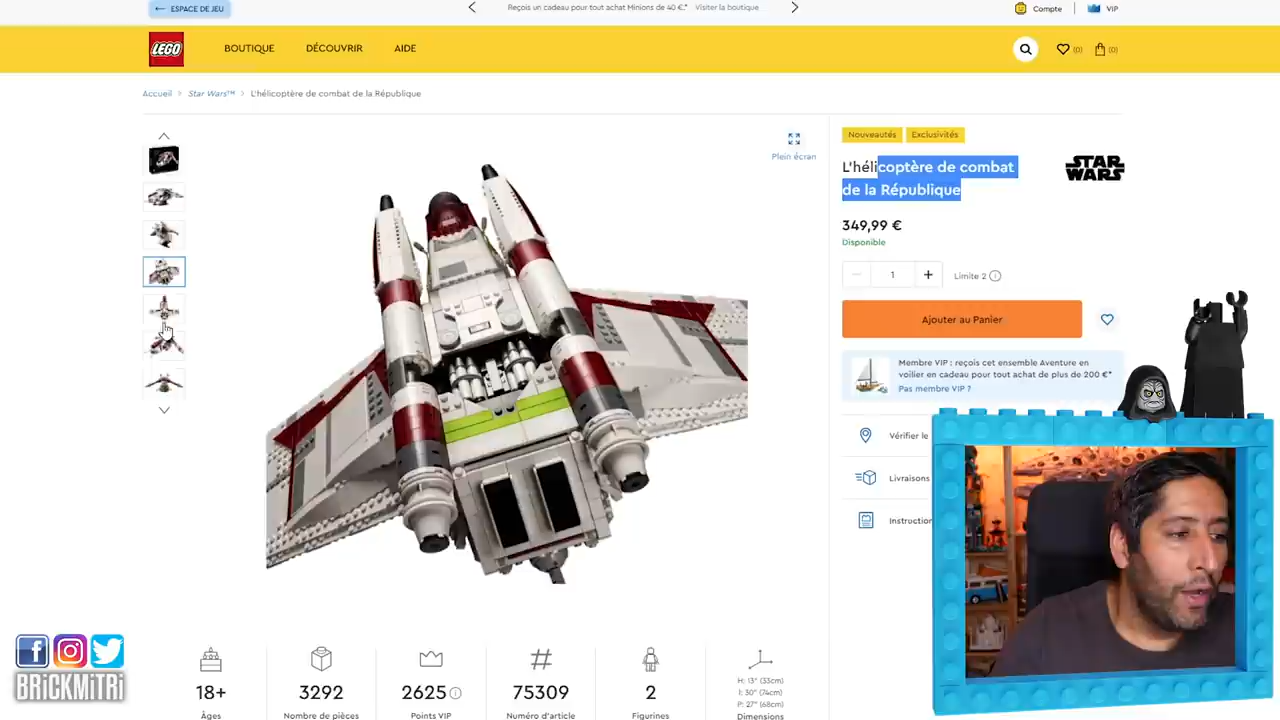 ← ESPACE DE JEU
Reçois un cadeau pour tout achat Minions de 40 €.* Visiter la boutique
Compte
VIP
LEGO
BOUTIQUE
DÉCOUVRIR
AIDE
(0)
(0)
Accueil > Star Wars™ > L'hélicoptère de combat de la République
Plein écran
Nouveautés
Exclusivités
L'hélicoptère de combat
de la République
STAR
WARS
349,99 €
Disponible
1
Limite 2
Ajouter au Panier
Membre VIP : reçois cet ensemble Aventure en
voilier en cadeau pour tout achat de plus de 200 €*
Pas membre VIP ?
Vérifier le
Livraisons
Instruction
BRiCKMiTRi
18+
Âges
3292
Nombre de pièces
2625
Points VIP
75309
Numéro d'article
2
Figurines
H: 13" (33cm)
l: 30" (74cm)
P: 27" (68cm)
Dimensions